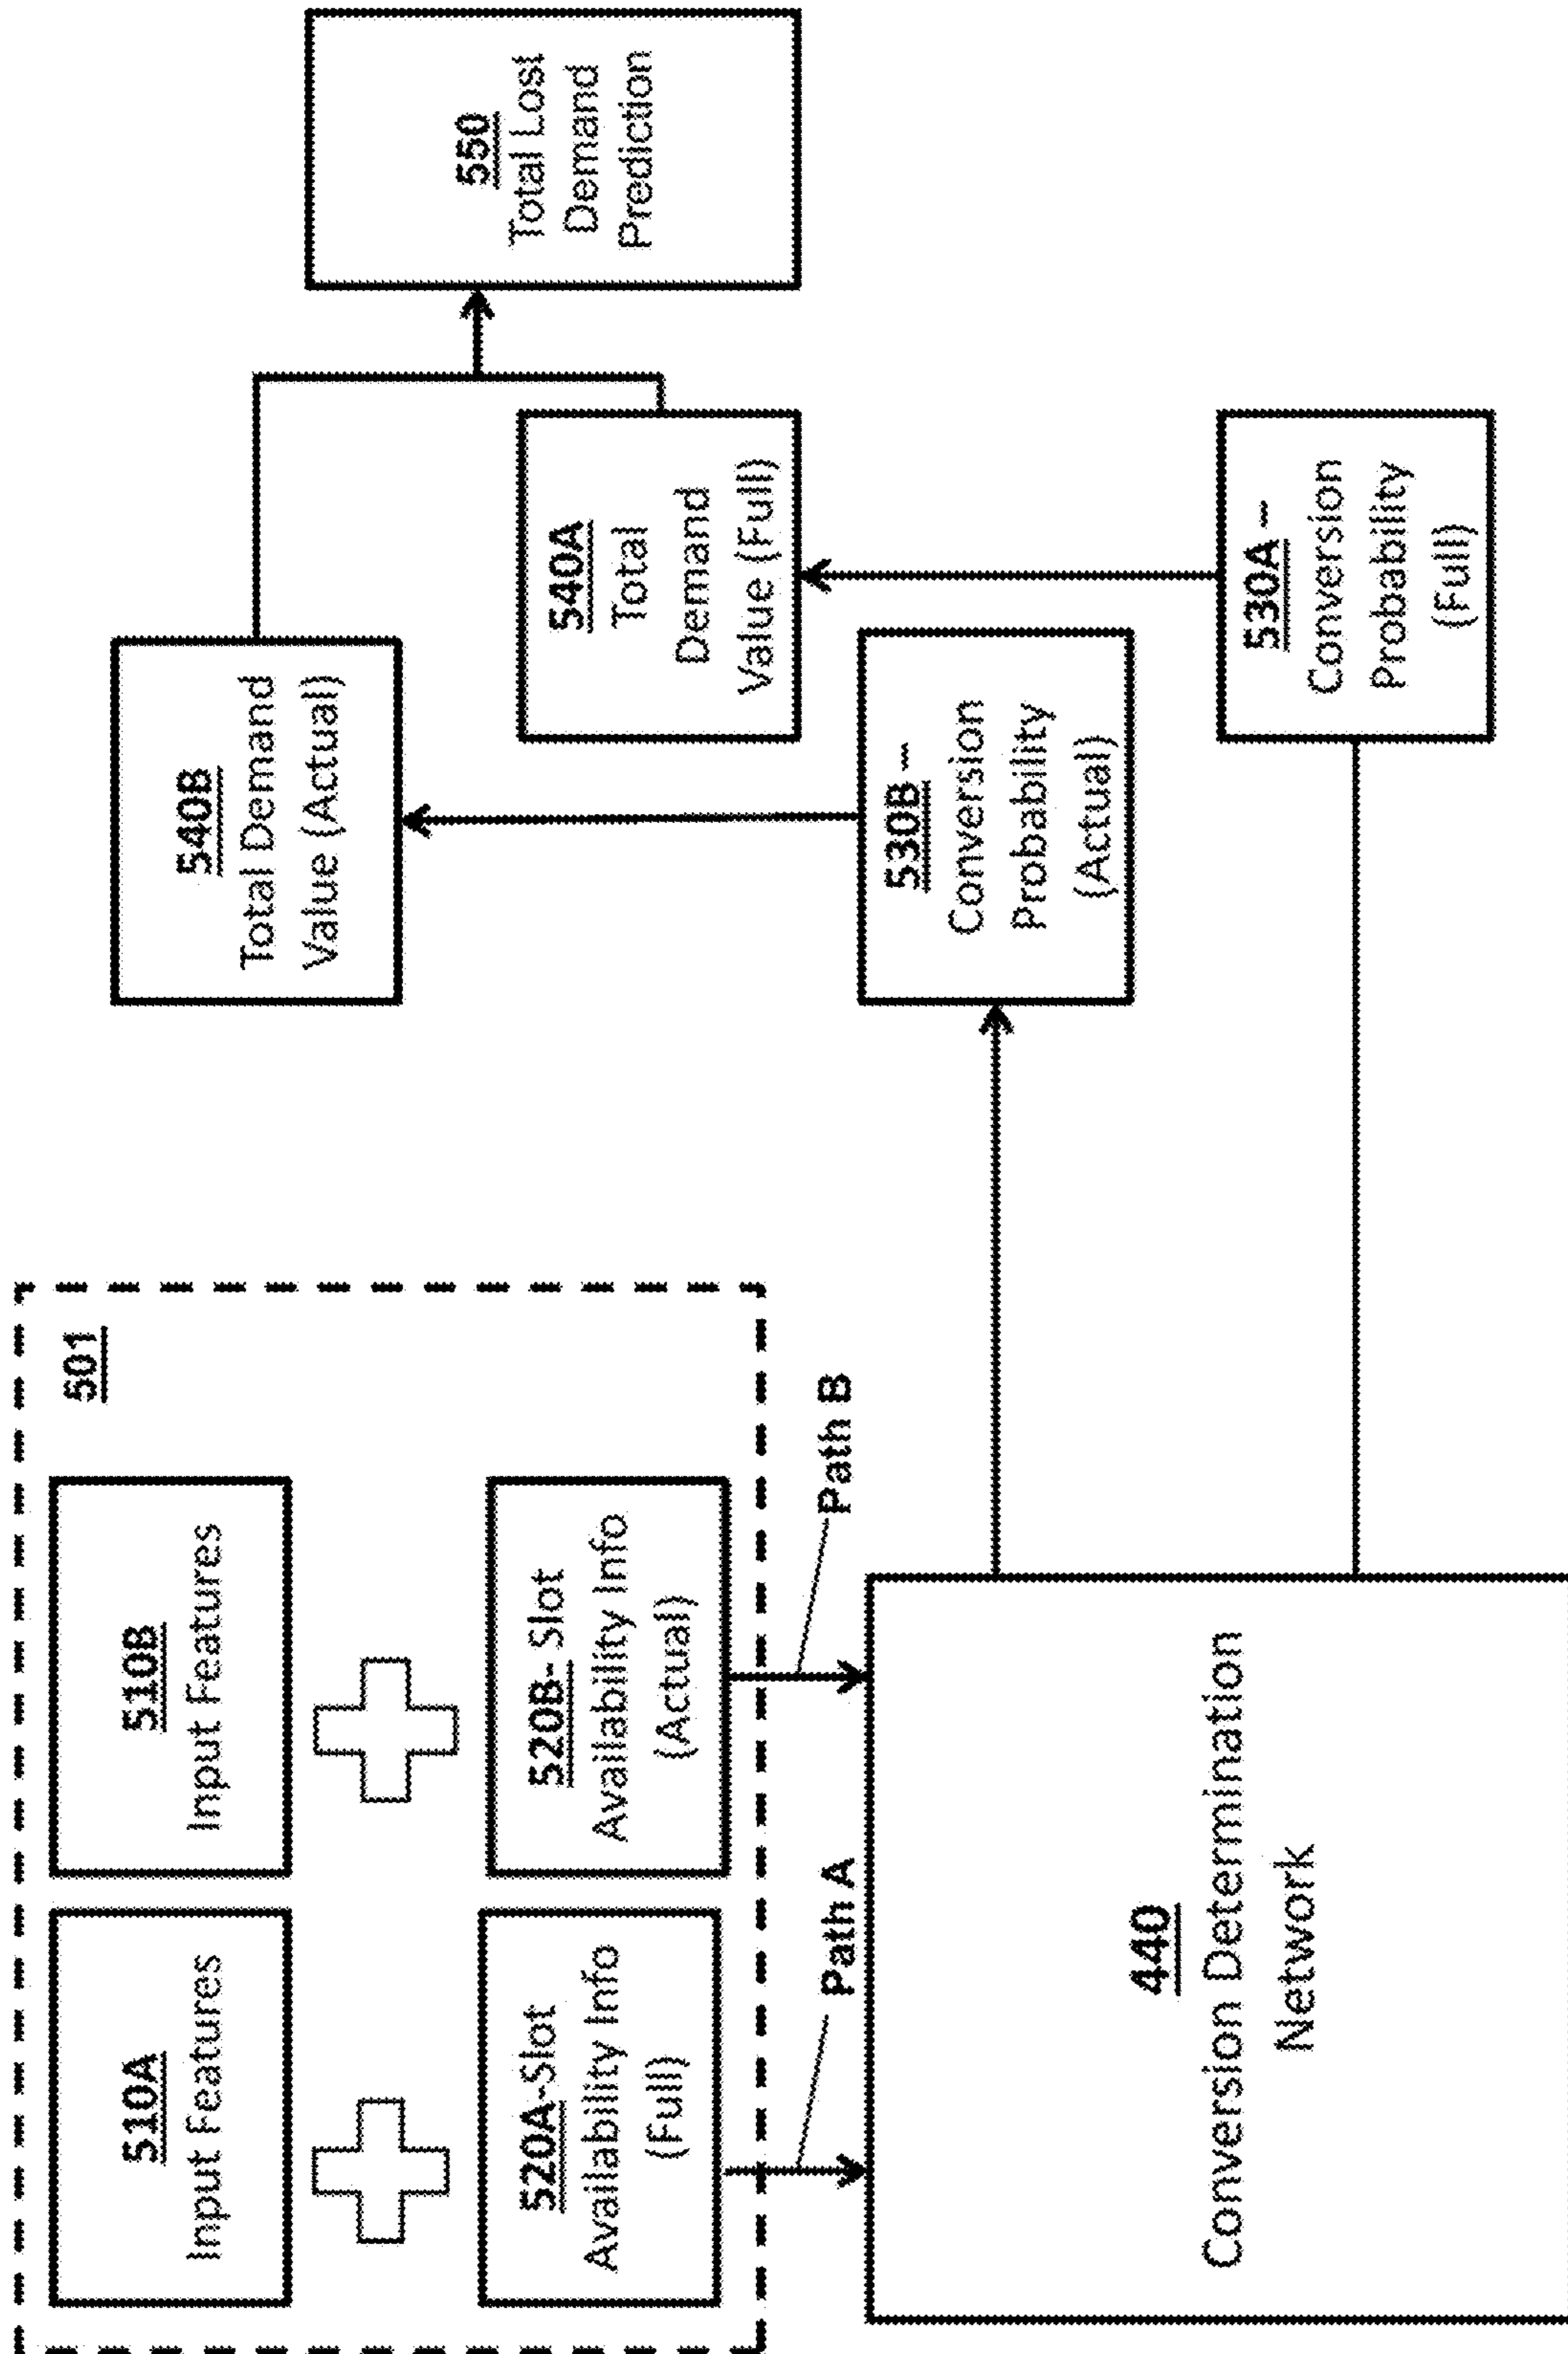 501
510A
Input Features
510B
Input Features
520A-Slot
Availability Info
(Full)
520B- Slot
Availability Info
(Actual)
Path A
Path B
440
Conversion Determination
Network
540B
Total Demand
Value (Actual)
540A
Total
Demand
Value (Full)
530B –
Conversion
Probability
(Actual)
530A –
Conversion
Probability
(Full)
550
Total Lost
Demand
Prediction